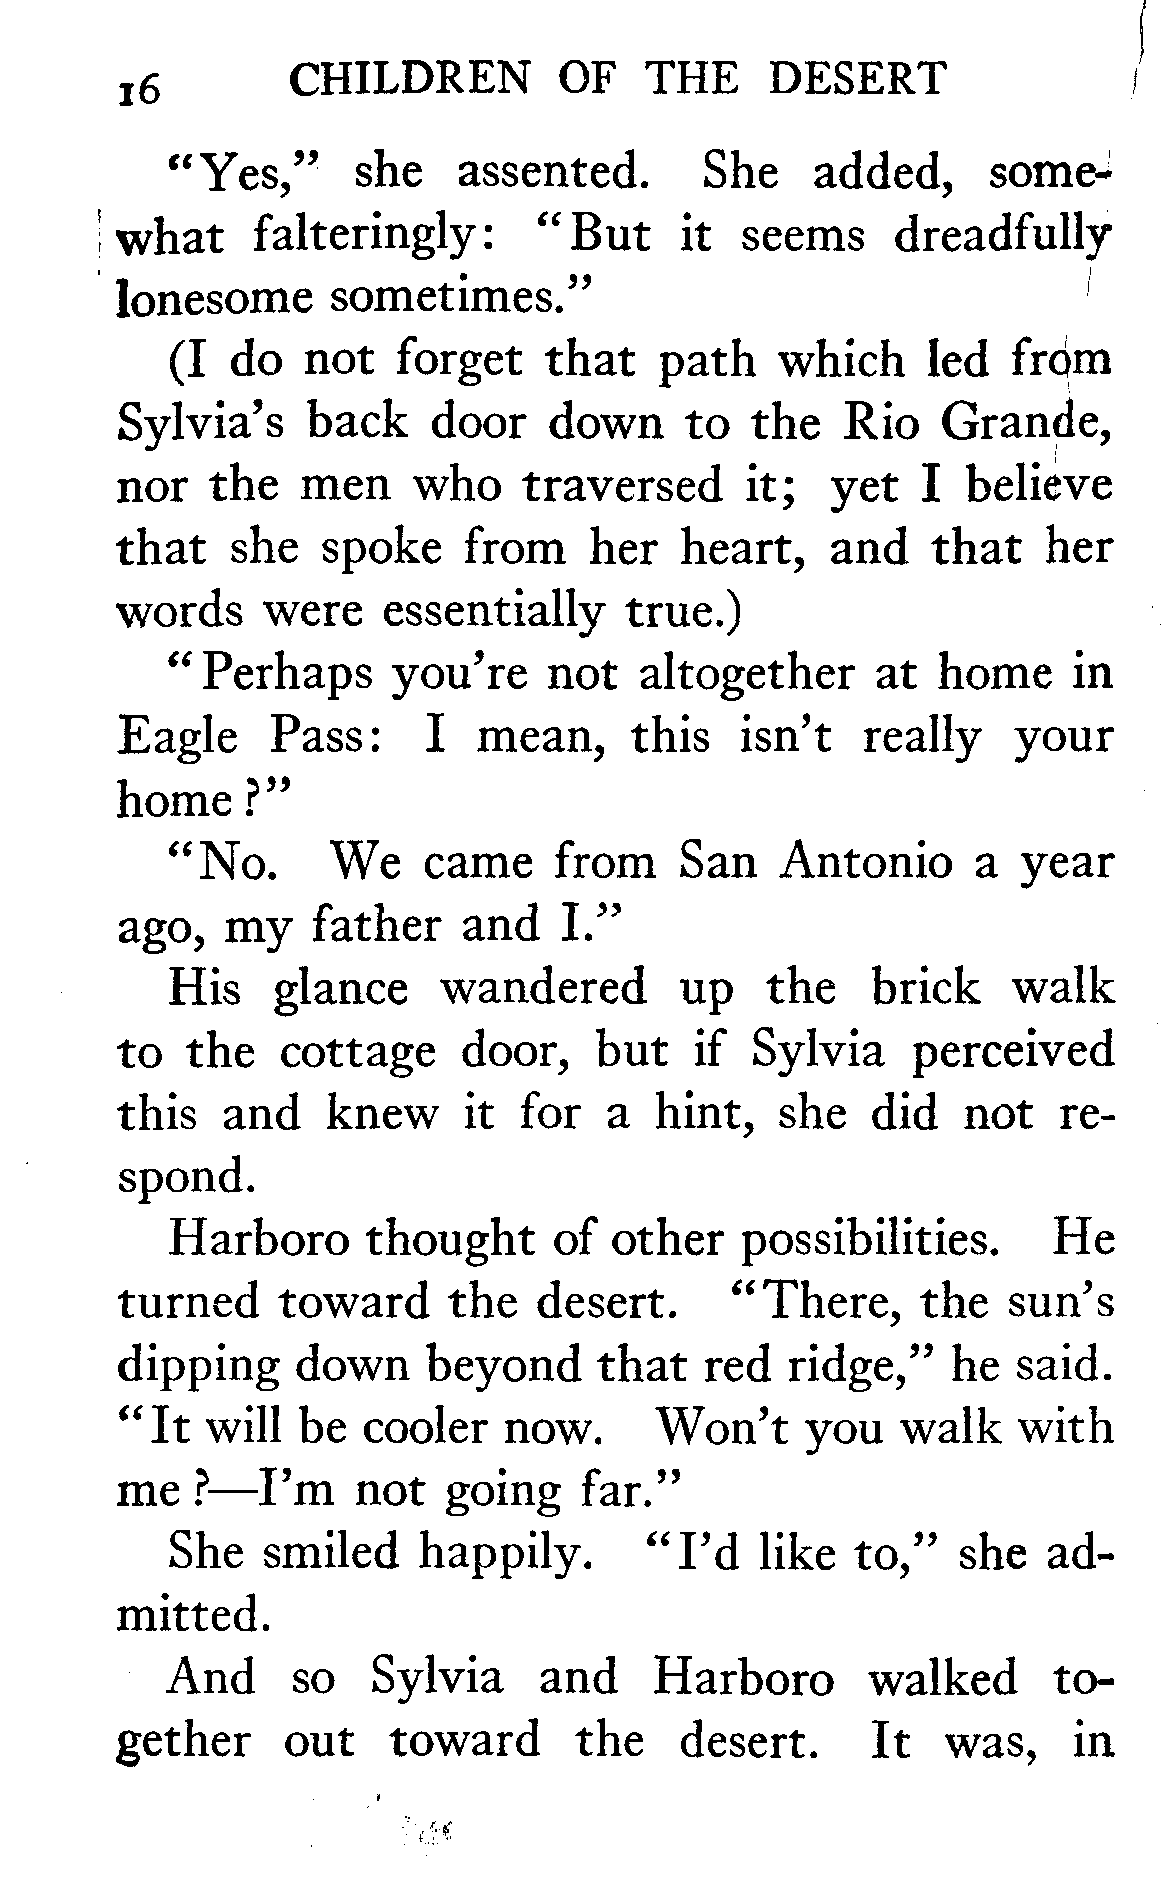 16 CHILDREN OF THE DESERT
"Yes," she assented. She added, some-
what falteringly: "But it seems dreadfully
lonesome sometimes."
(I do not forget that path which led from
Sylvia's back door down to the Rio Grande,
nor the men who traversed it; yet I believe
that she spoke from her heart, and that her
words were essentially true.)
"Perhaps you're not altogether at home in
Eagle Pass: I mean, this isn't really your
home?"
"No. We came from San Antonio a year
ago, my father and I."
His glance wandered up the brick walk
to the cottage door, but if Sylvia perceived
this and knew it for a hint, she did not re-
spond.
Harboro thought of other possibilities. He
turned toward the desert. "There, the sun's
dipping down beyond that red ridge," he said.
"It will be cooler now. Won't you walk with
me?—I'm not going far."
She smiled happily. "I'd like to," she ad-
mitted.
And so Sylvia and Harboro walked to-
gether out toward the desert. It was, in